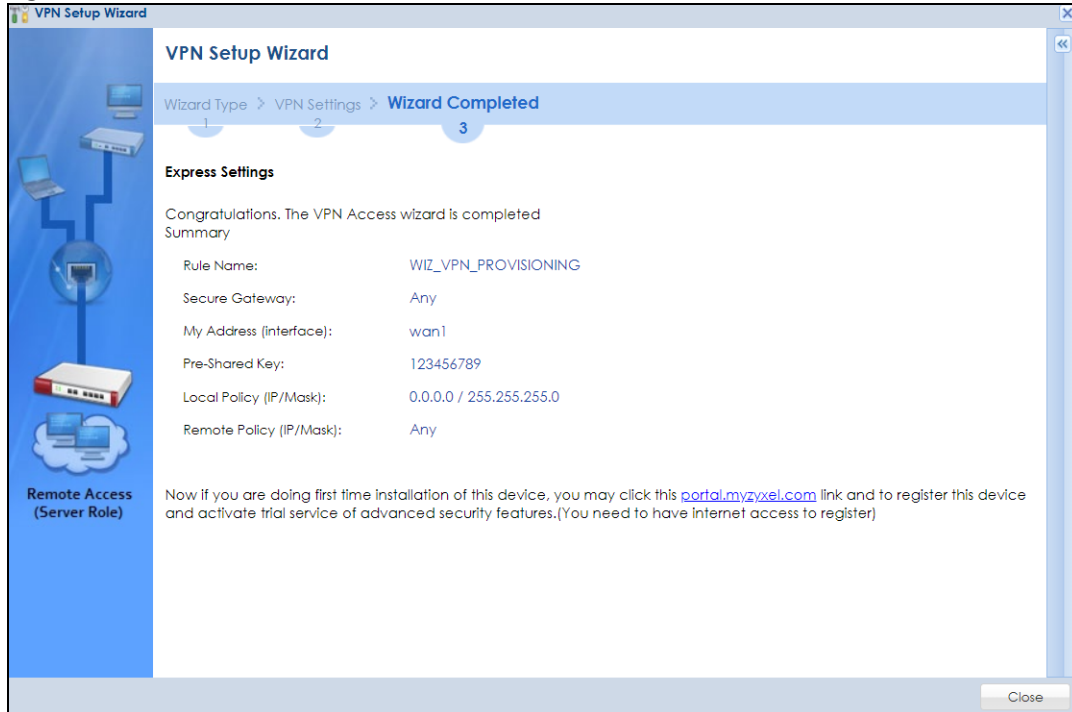 VPN Setup Wizard
VPN Setup Wizard
Wizard Type > VPN Settings > Wizard Completed
1 2 3
Express Settings
Congratulations. The VPN Access wizard is completed
Summary
Rule Name: WIZ_VPN_PROVISIONING
Secure Gateway: Any
My Address (interface): wan1
Pre-Shared Key: 123456789
Local Policy (IP/Mask): 0.0.0.0 / 255.255.255.0
Remote Policy (IP/Mask): Any
Remote Access
(Server Role)
Now if you are doing first time installation of this device, you may click this portal.myzyxel.com link and to register this device
and activate trial service of advanced security features.(You need to have internet access to register)
Close